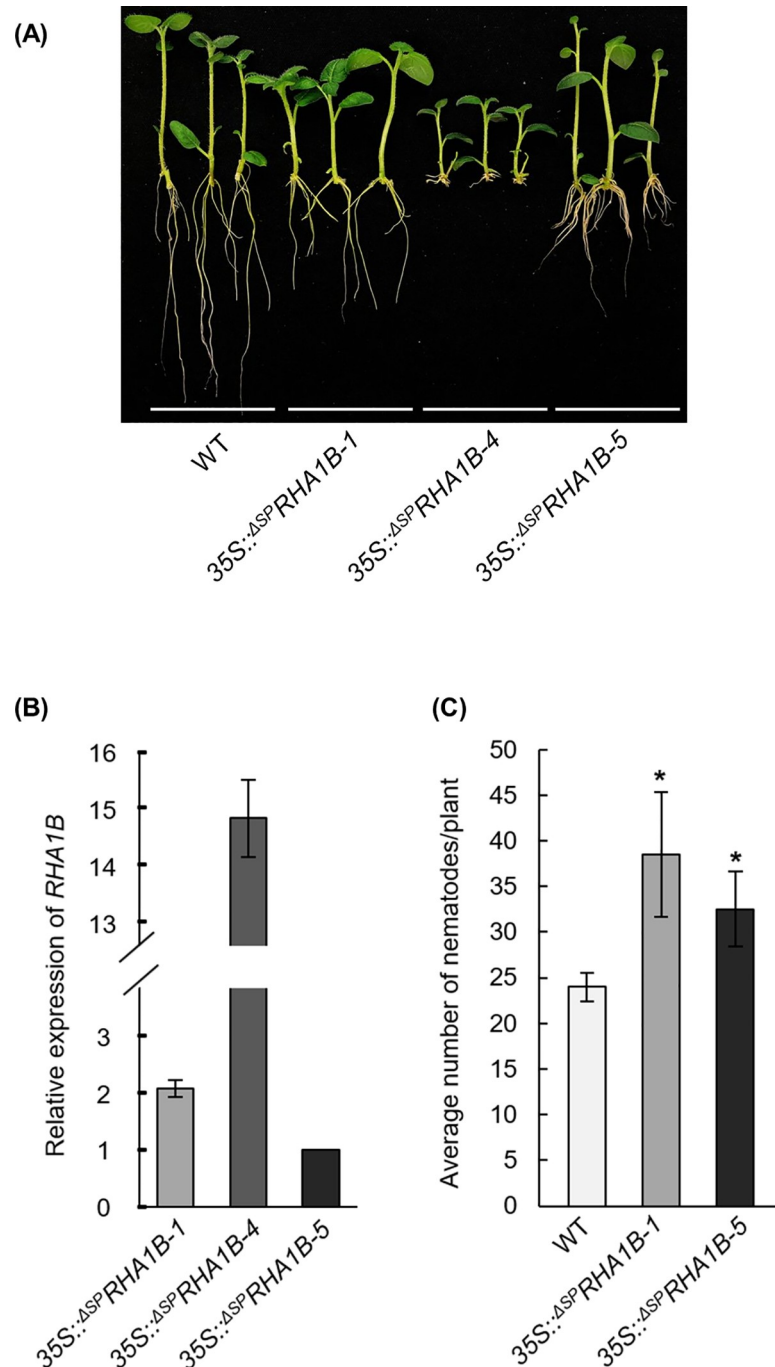 (A)
WT
35S::ΔSPRHA1B-1
35S::ΔSPRHA1B-4
35S::ΔSPRHA1B-5
(B)
Relative expression of RHA1B
16
15
14
13
3
2
1
0
35S::ΔSPRHA1B-1
35S::ΔSPRHA1B-4
35S::ΔSPRHA1B-5
(C)
Average number of nematodes/plant
50
45
40
35
30
25
20
15
10
5
0
*
*
WT
35S::ΔSPRHA1B-1
35S::ΔSPRHA1B-5